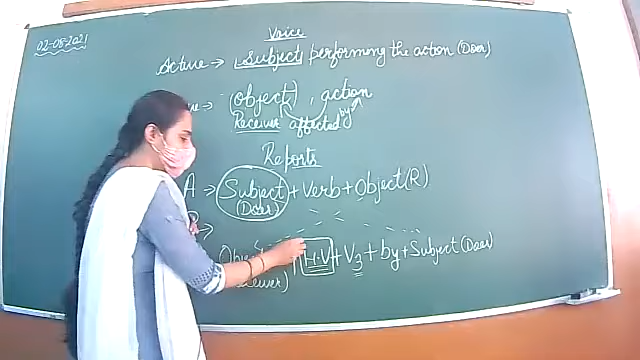 02-08-2021
Voice
Active → Subject performing the action (Doer)
→ (object), action
Receiver affected by
Reports
A → Subject + Verb + Object (R)
(Doer)
→
H.V + V3 + by + Subject (Doer)